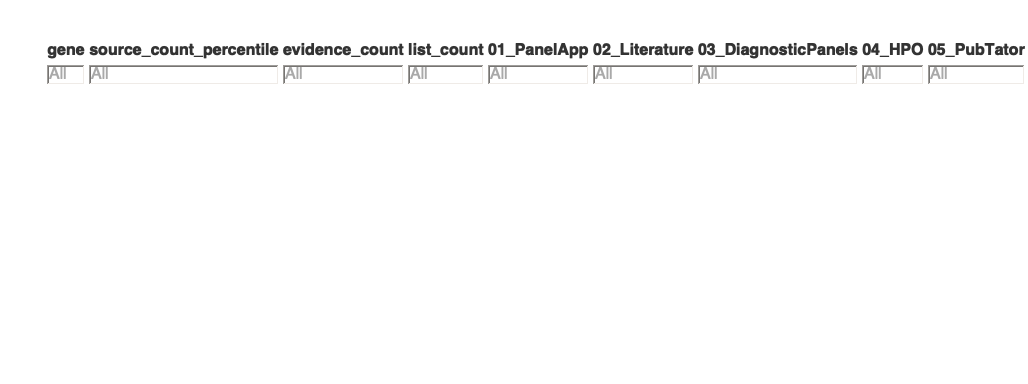 gene source_count_percentile evidence_count list_count 01_PanelApp 02_Literature 03_DiagnosticPanels 04_HPO 05_PubTator
All All All All All All All All All